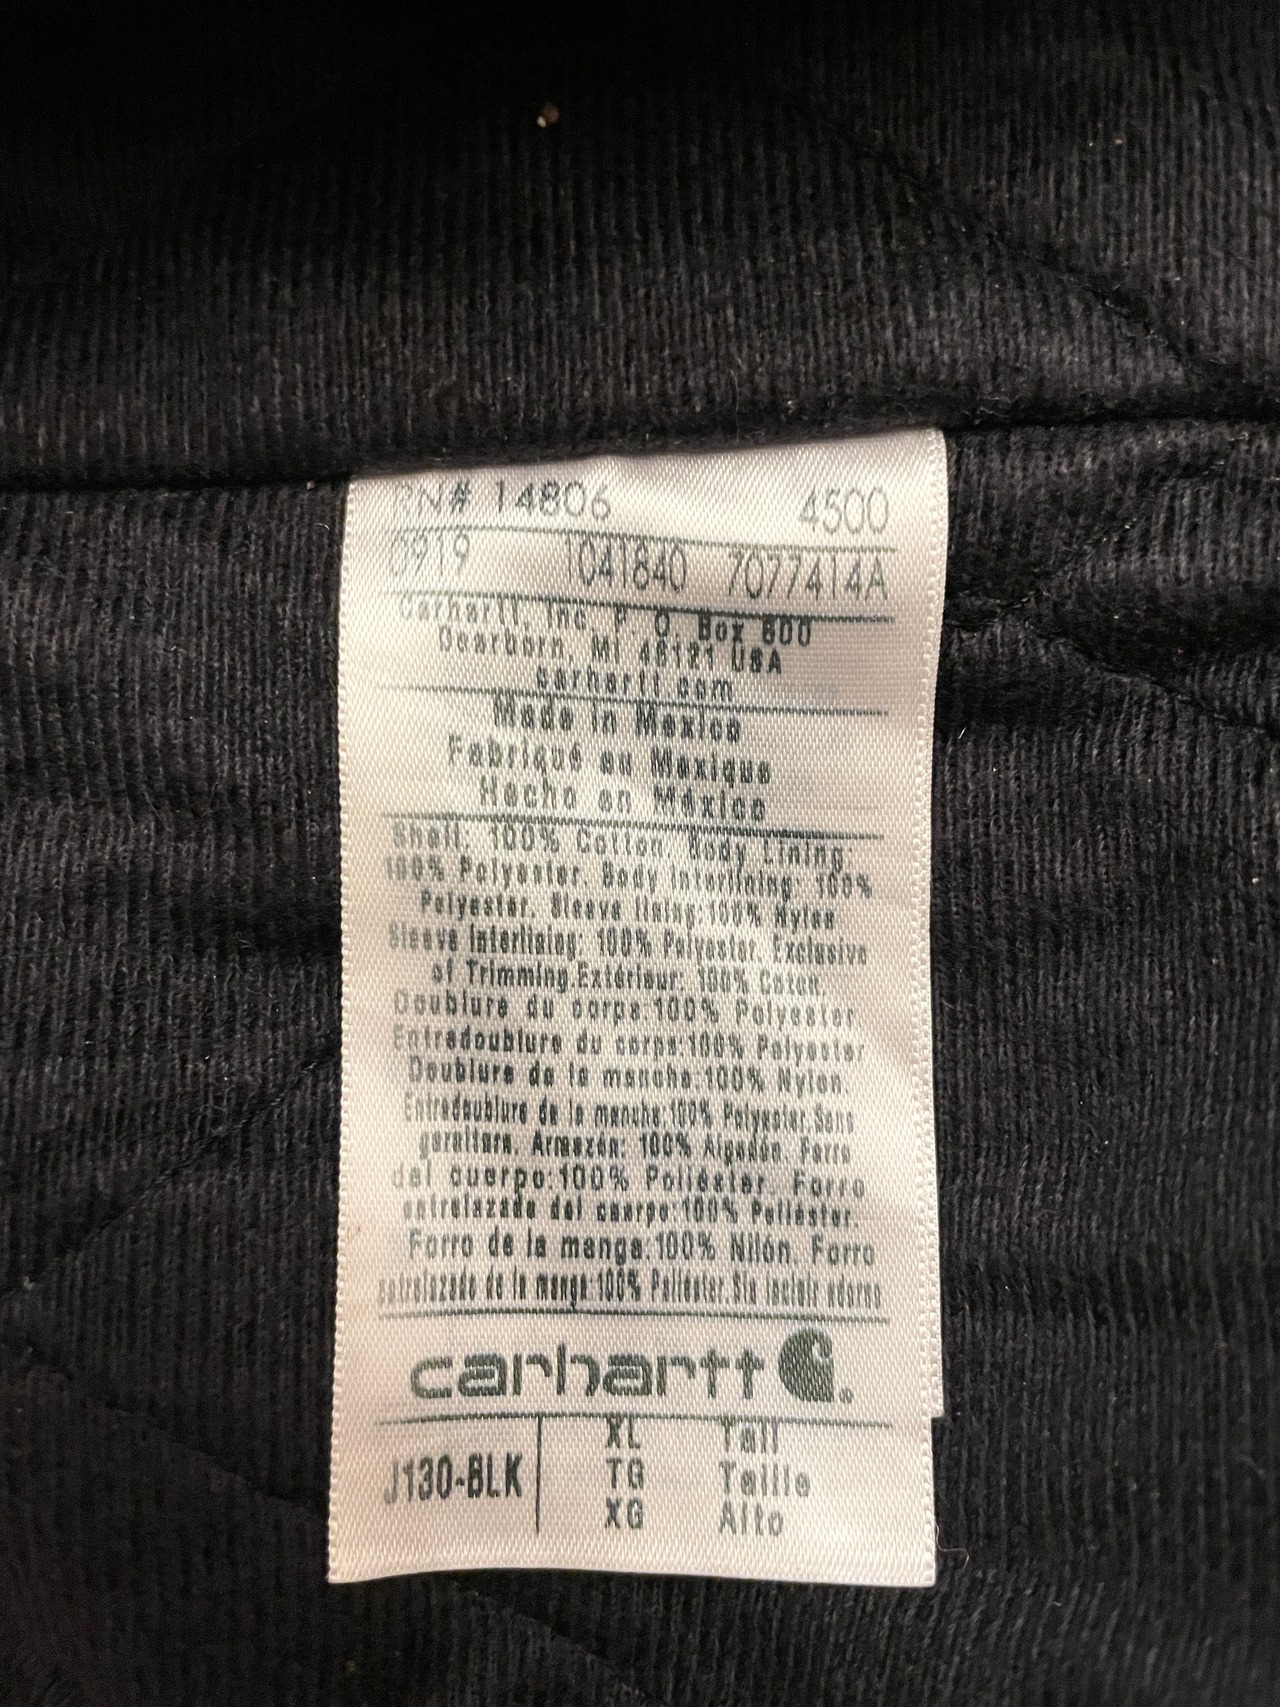 RN# 14806 4500
0919 1041840 7077414A
Carhartt, Inc. P. O. Box 600
Dearborn, MI 48121 USA
carhartt.com
Made in Mexico
Fabriqué au Mexique
Hecho en México
Shell: 100% Cotton. Body Lining:
100% Polyester. Body Interlining: 100%
Polyester. Sleeve lining:100% Nylon
Sleeve Interlining: 100% Polyester. Exclusive
of Trimming.Extérieur: 100% Coton.
Doublure du corps:100% Polyester
Entredoublure du corps:100% Polyester
Doublure de la manche:100% Nylon.
Entredoublure de la manche:100% Polyester.Sans
garniture. Armazón: 100% Algodón. Forro
del cuerpo:100% Poliéster. Forro
entrelazado del cuerpo:100% Poliéster.
Forro de la manga:100% Nilón. Forro
entrelazado de la manga:100% Poliéster.Sin incluir adorno
carhartt
J130-BLK XL Tall
TG Taille
XG Alto